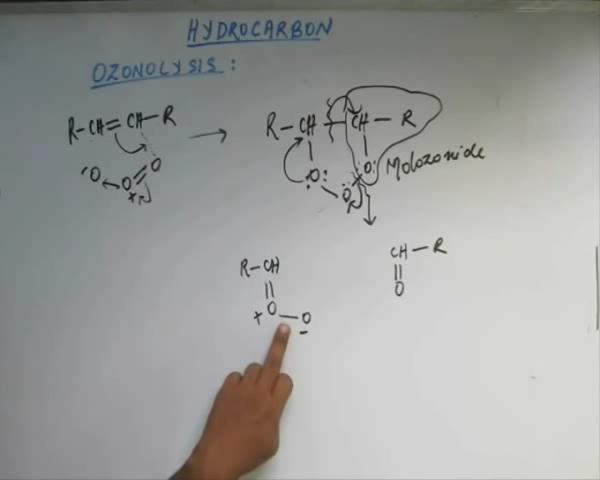 HYDROCARBON
OZONOLYSIS :
R-CH=CH-R → R-CH-CH-R
-O O+ =O :O: O O: Molozonide
R-CH CH-R
|| ||
O O
+ - O
-